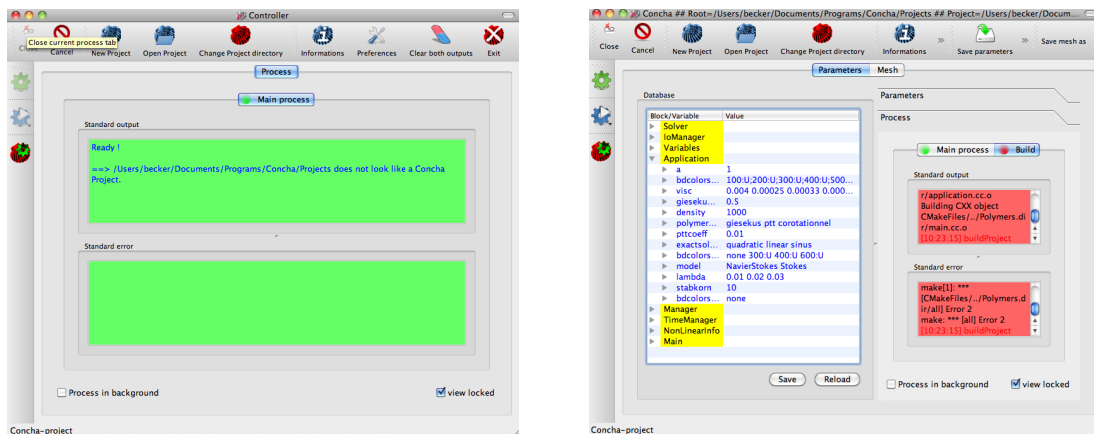 Controller
Close current process tab
Cancel New Project Open Project Change Project directory Informations Preferences Clear both outputs Exit
Process
Main process
Standard output
Ready !
==> /Users/becker/Documents/Programs/Concha/Projects does not look like a Concha
Project.
Standard error
Process in background
view locked
Concha-project
Concha ## Root=/Users/becker/Documents/Programs/Concha/Projects ## Project=/Users/becker/Docum...
Close Cancel New Project Open Project Change Project directory Informations » Save parameters » Save mesh as
Parameters Mesh
Database
Block/Variable Value
Solver
IoManager
Variables
Application
a 1
bdcolors... 100:U;200:U;300:U;400:U;500...
visc 0.004 0.00025 0.00033 0.000...
gieseku... 0.5
density 1000
polymer... giesekus ptt corotationnel
pttcoeff 0.01
exactsol... quadratic linear sinus
bdcolors... none 300:U 400:U 600:U
model NavierStokes Stokes
lambda 0.01 0.02 0.03
stabkorn 10
bdcolors... none
Manager
TimeManager
NonLinearInfo
Main
Save Reload
Parameters
Process
Main process Build
Standard output
r/application.cc.o
Building CXX object
CMakeFiles/../Polymers.di
r/main.cc.o
[10:23:15] buildProject
Standard error
make[1]: ***
[CMakeFiles/../Polymers.d
ir/all] Error 2
make: *** [all] Error 2
[10:23:15] buildProject
Process in background
view locked
Concha-project